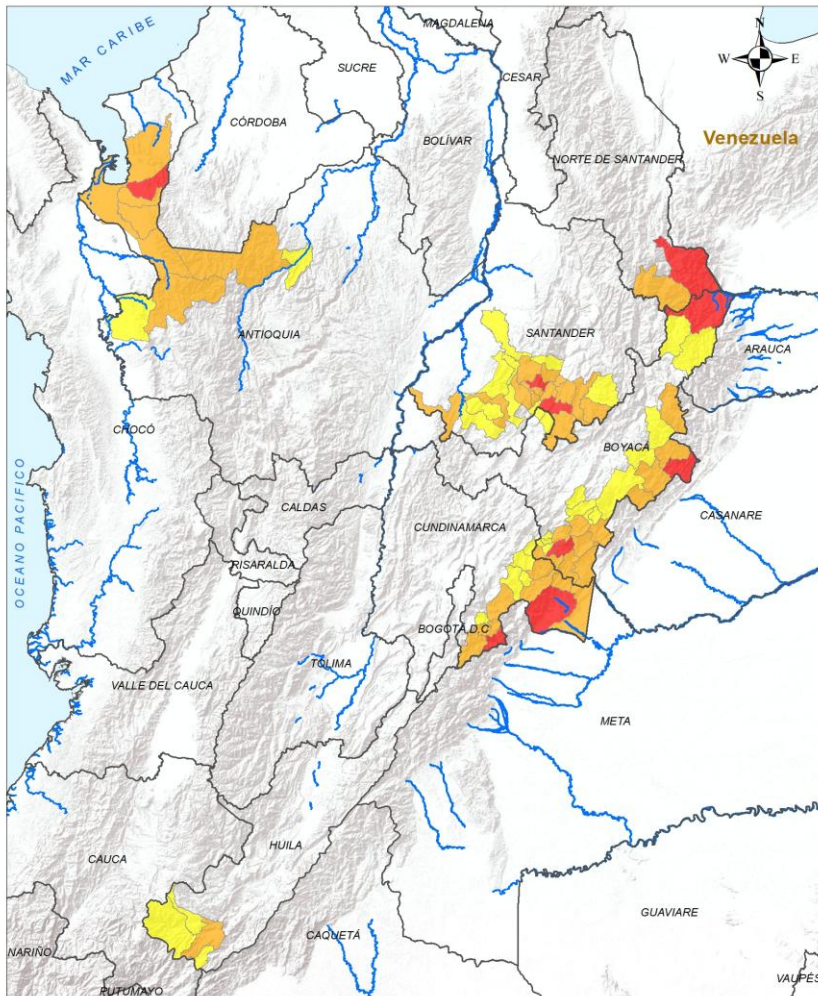 MAGDALENA
MAR CARIBE
N
SUCRE
CESAR
W
E
S
CÓRDOBA
BOLÍVAR
Venezuela
NORTE DE SANTANDER
ANTIOQUIA
SANTANDER
ARAUCA
CHOCÓ
BOYACÁ
OCEANO PACIFICO
CALDAS
CUNDINAMARCA
CASANARE
RISARALDA
QUINDÍO
BOGOTÁ,D.C
TOLIMA
VALLE DEL CAUCA
META
HUILA
CAUCA
GUAVIARE
CAQUETÁ
NARIÑO
PUTUMAYO
VAUPÉS